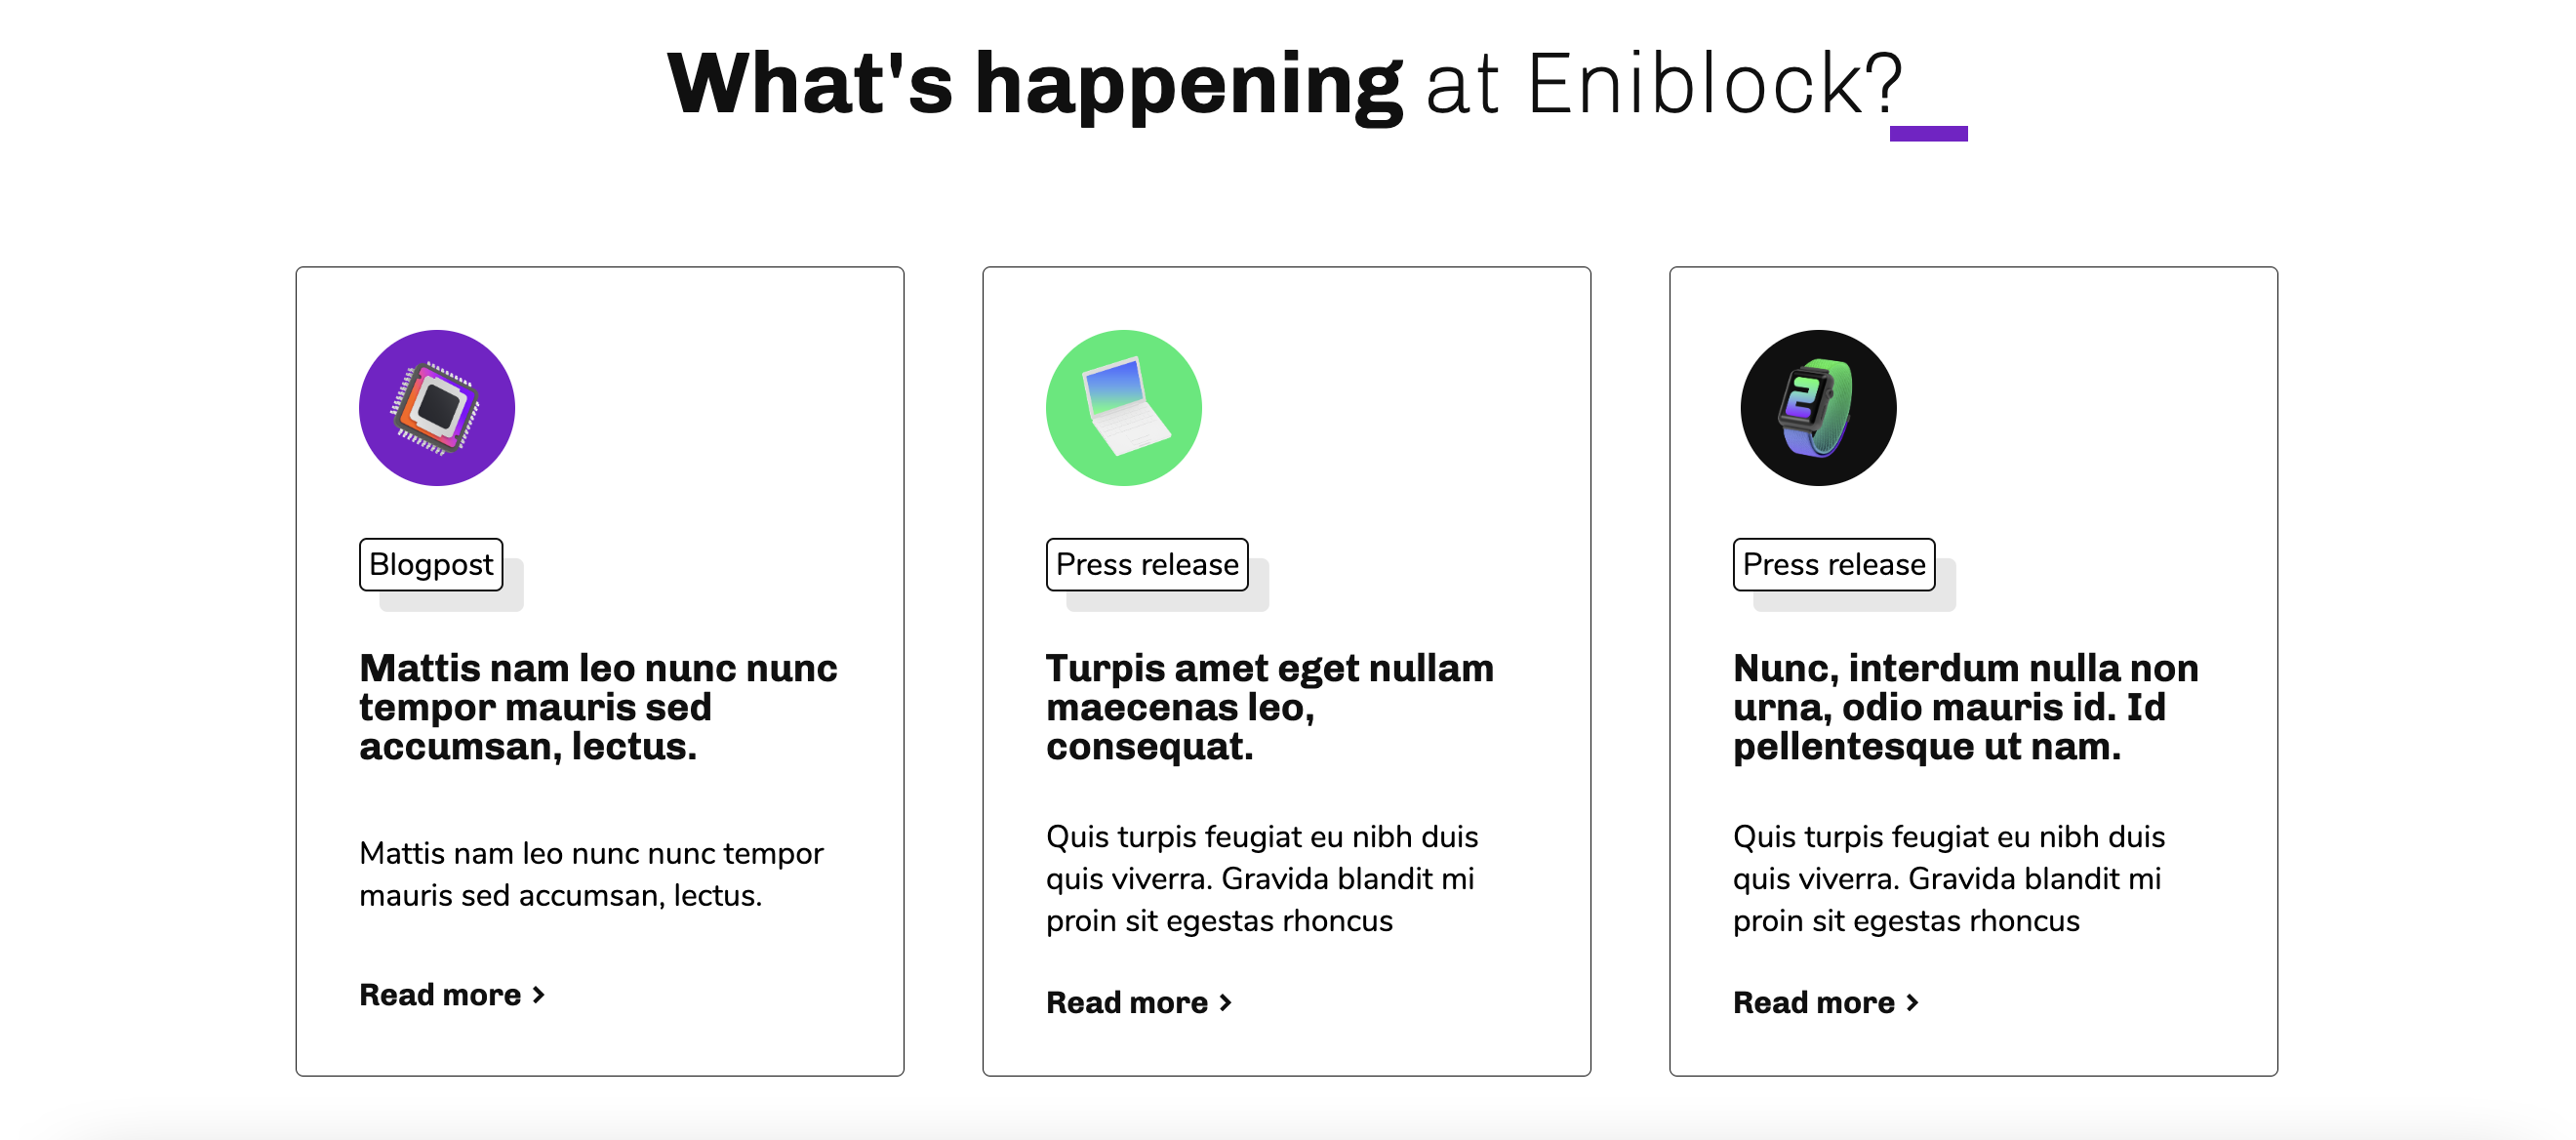 What's happening at Eniblock?
Blogpost
Mattis nam leo nunc nunc
tempor mauris sed
accumsan, lectus.
Mattis nam leo nunc nunc tempor
mauris sed accumsan, lectus.
Read more
Press release
Turpis amet eget nullam
maecenas leo,
consequat.
Quis turpis feugiat eu nibh duis
quis viverra. Gravida blandit mi
proin sit egestas rhoncus
Read more
2
Press release
Nunc, interdum nulla non
urna, odio mauris id. Id
pellentesque ut nam.
Quis turpis feugiat eu nibh duis
quis viverra. Gravida blandit mi
proin sit egestas rhoncus
Read more